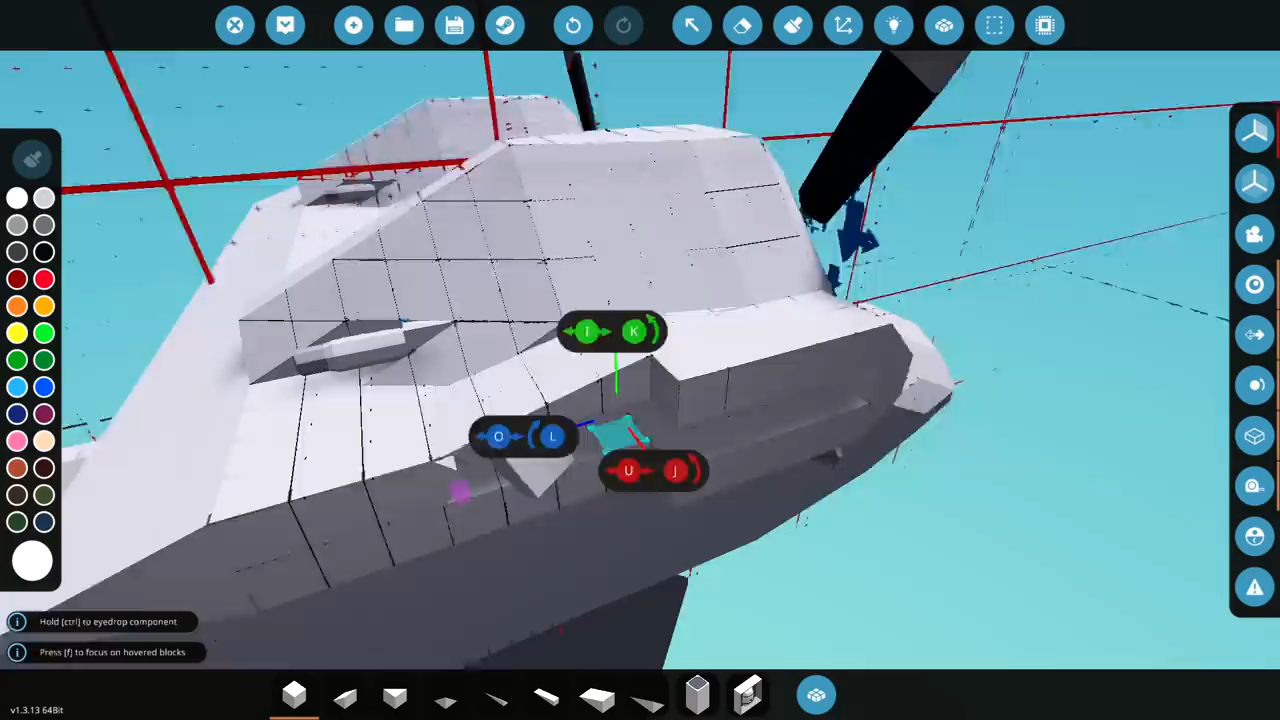 i K
O L
U J
Hold [ctrl] to eyedrop component
Press [f] to focus on hovered blocks
v1.3.13 64Bit